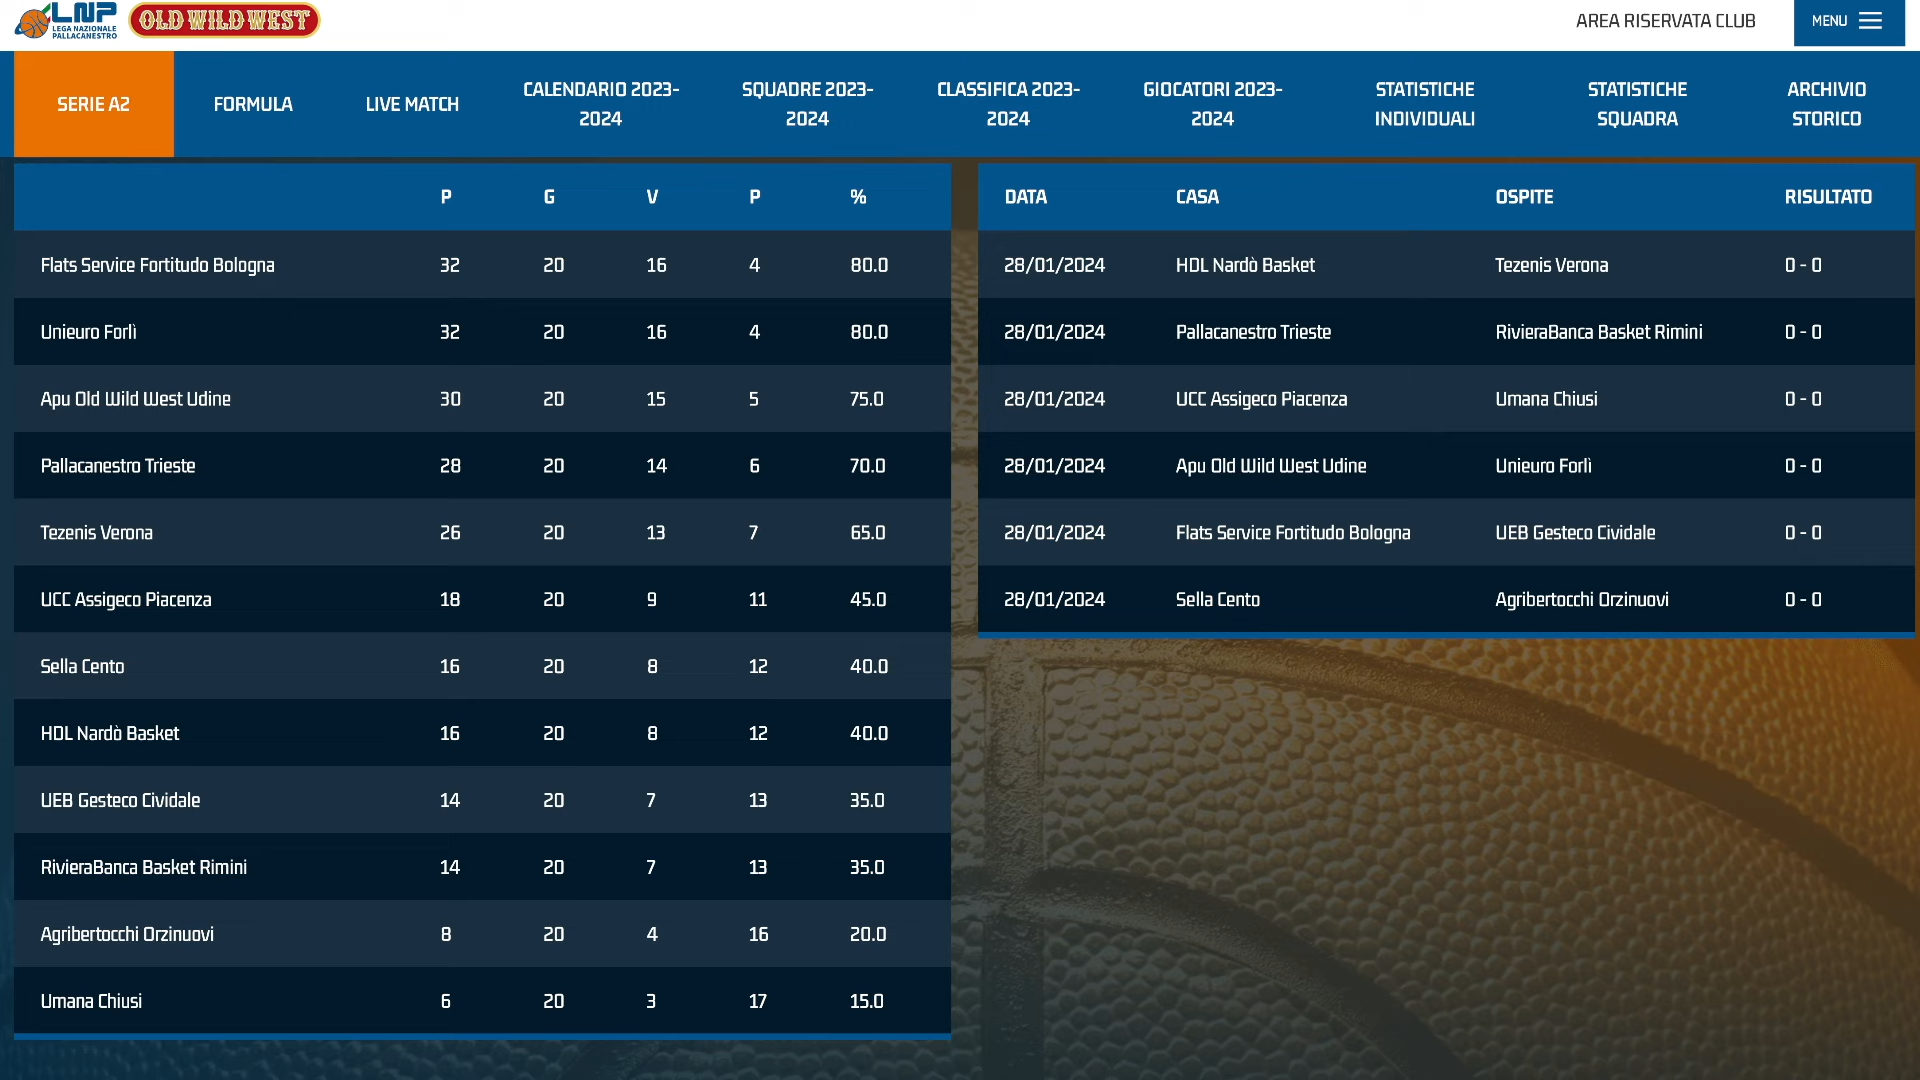 LNP
LEGA NAZIONALE
PALLACANESTRO
OLD WILD WEST
AREA RISERVATA CLUB
MENU
SERIE A2
FORMULA
LIVE MATCH
CALENDARIO 2023-
2024
SQUADRE 2023-
2024
CLASSIFICA 2023-
2024
GIOCATORI 2023-
2024
STATISTICHE
INDIVIDUALI
STATISTICHE
SQUADRA
ARCHIVIO
STORICO
P G V P %
Flats Service Fortitudo Bologna 32 20 16 4 80.0
Unieuro Forlì 32 20 16 4 80.0
Apu Old Wild West Udine 30 20 15 5 75.0
Pallacanestro Trieste 28 20 14 6 70.0
Tezenis Verona 26 20 13 7 65.0
UCC Assigeco Piacenza 18 20 9 11 45.0
Sella Cento 16 20 8 12 40.0
HDL Nardò Basket 16 20 8 12 40.0
UEB Gesteco Cividale 14 20 7 13 35.0
RivieraBanca Basket Rimini 14 20 7 13 35.0
Agribertocchi Orzinuovi 8 20 4 16 20.0
Umana Chiusi 6 20 3 17 15.0
DATA CASA OSPITE RISULTATO
28/01/2024 HDL Nardò Basket Tezenis Verona 0 - 0
28/01/2024 Pallacanestro Trieste RivieraBanca Basket Rimini 0 - 0
28/01/2024 UCC Assigeco Piacenza Umana Chiusi 0 - 0
28/01/2024 Apu Old Wild West Udine Unieuro Forlì 0 - 0
28/01/2024 Flats Service Fortitudo Bologna UEB Gesteco Cividale 0 - 0
28/01/2024 Sella Cento Agribertocchi Orzinuovi 0 - 0